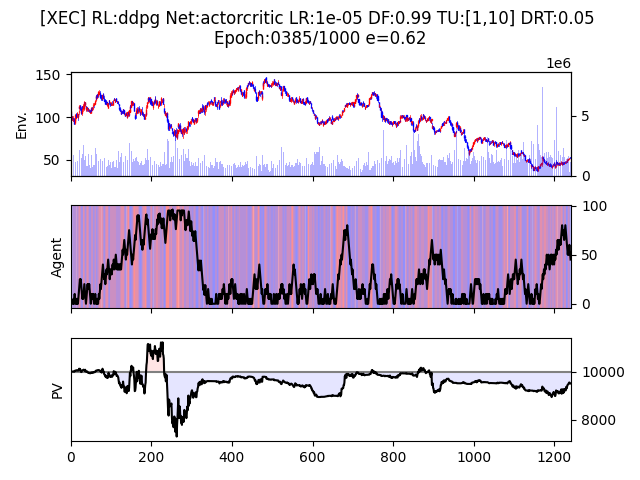 [XEC] RL:ddpg Net:actorcritic LR:1e-05 DF:0.99 TU:[1,10] DRT:0.05
Epoch:0385/1000 e=0.62
1e6
150
100
50
Env.
5
0
Agent
100
50
0
PV
10000
8000
0
200
400
600
800
1000
1200